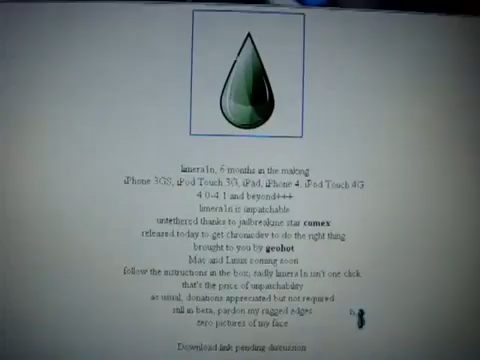 limera1n, 6 months in the making
iPhone 3GS, iPod Touch 3G, iPad, iPhone 4, iPod Touch 4G
4.0-4.1 and beyond+++
limera1n is unpatchable
untethered thanks to jailbreakme star comex
released today to get chronicdev to do the right thing
brought to you by geohot
Mac and Linux coming soon
follow the instructions in the box, sadly limera1n isn't one click
that's the price of unpatchability
as usual, donations appreciated but not required
still in beta, pardon my ragged edges
zero pictures of my face
Download link pending discussion